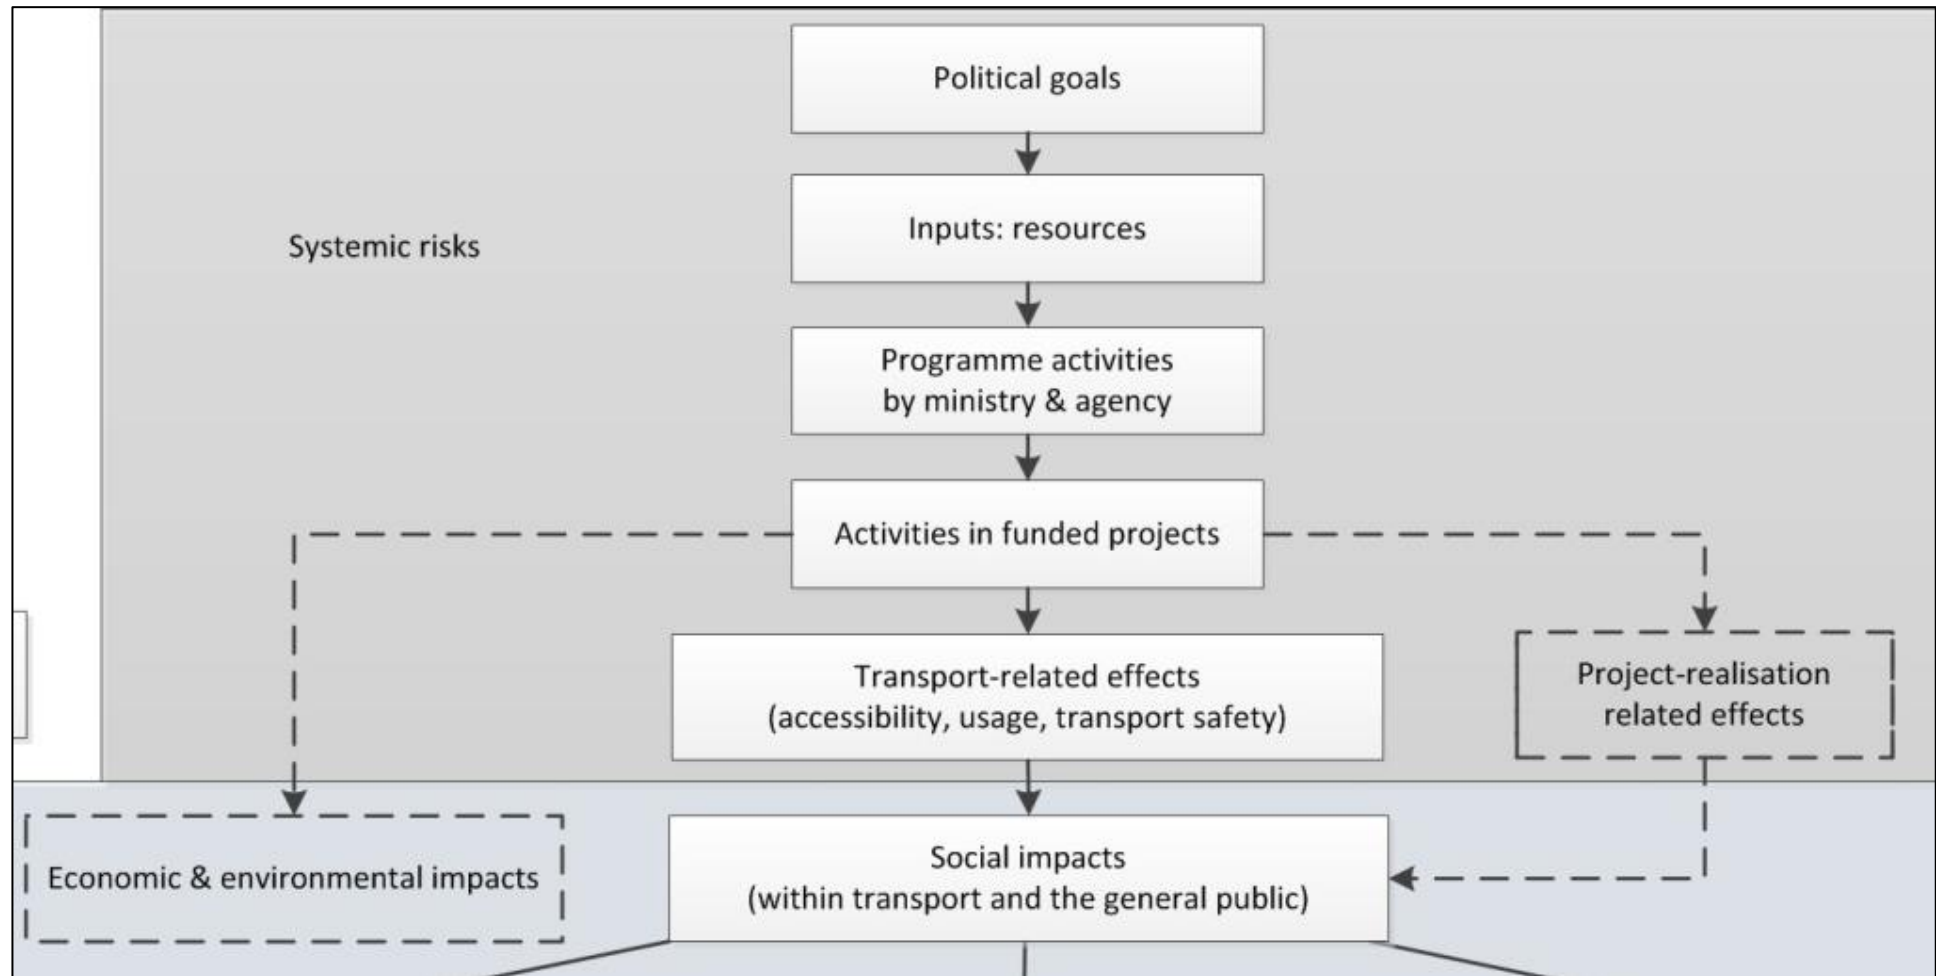 Political goals
Inputs: resources
Systemic risks
Programme activities
by ministry & agency
Activities in funded projects
Transport-related effects
(accessibility, usage, transport safety)
Project-realisation
related effects
Economic & environmental impacts
Social impacts
(within transport and the general public)